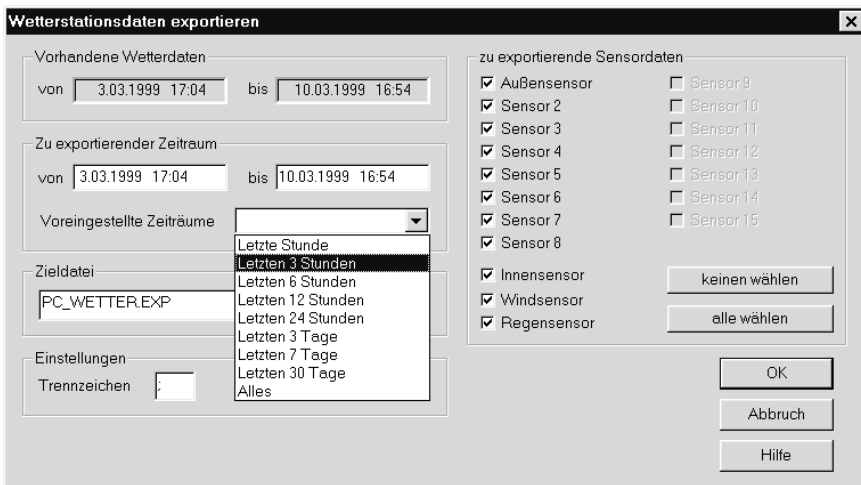 Wetterstationsdaten exportieren
Vorhandene Wetterdaten
von 3.03.1999 17:04 bis 10.03.1999 16:54
Zu exportierender Zeitraum
von 3.03.1999 17:04 bis 10.03.1999 16:54
Voreingestellte Zeiträume
Letzte Stunde
Letzten 3 Stunden
Letzten 6 Stunden
Letzten 12 Stunden
Letzten 24 Stunden
Letzten 3 Tage
Letzten 7 Tage
Letzten 30 Tage
Alles
Zieldatei
PC_WETTER.EXP
Einstellungen
Trennzeichen ;
zu exportierende Sensordaten
Außensensor
Sensor 2
Sensor 3
Sensor 4
Sensor 5
Sensor 6
Sensor 7
Sensor 8
Sensor 9
Sensor 10
Sensor 11
Sensor 12
Sensor 13
Sensor 14
Sensor 15
Innensensor
Windsensor
Regensensor
keinen wählen
alle wählen
OK
Abbruch
Hilfe